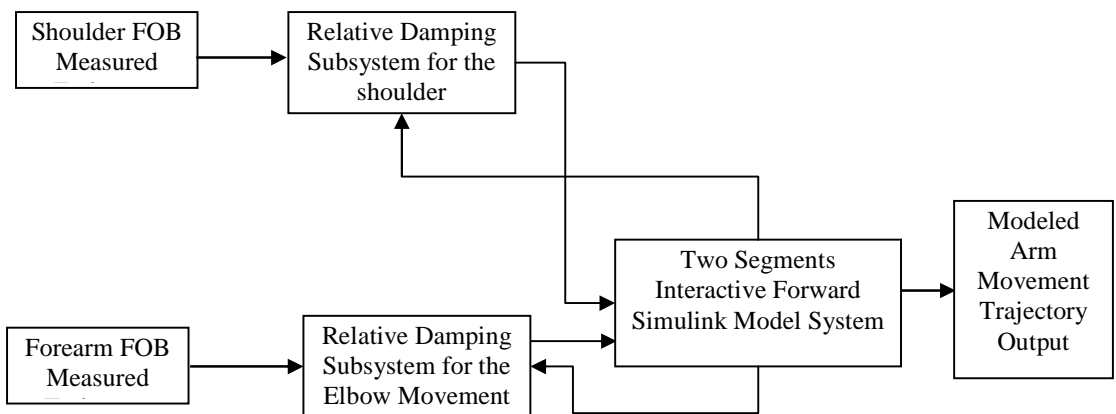 Shoulder FOB
Measured
Relative Damping
Subsystem for the
shoulder
Two Segments
Interactive Forward
Simulink Model System
Modeled
Arm
Movement
Trajectory
Output
Forearm FOB
Measured
Relative Damping
Subsystem for the
Elbow Movement